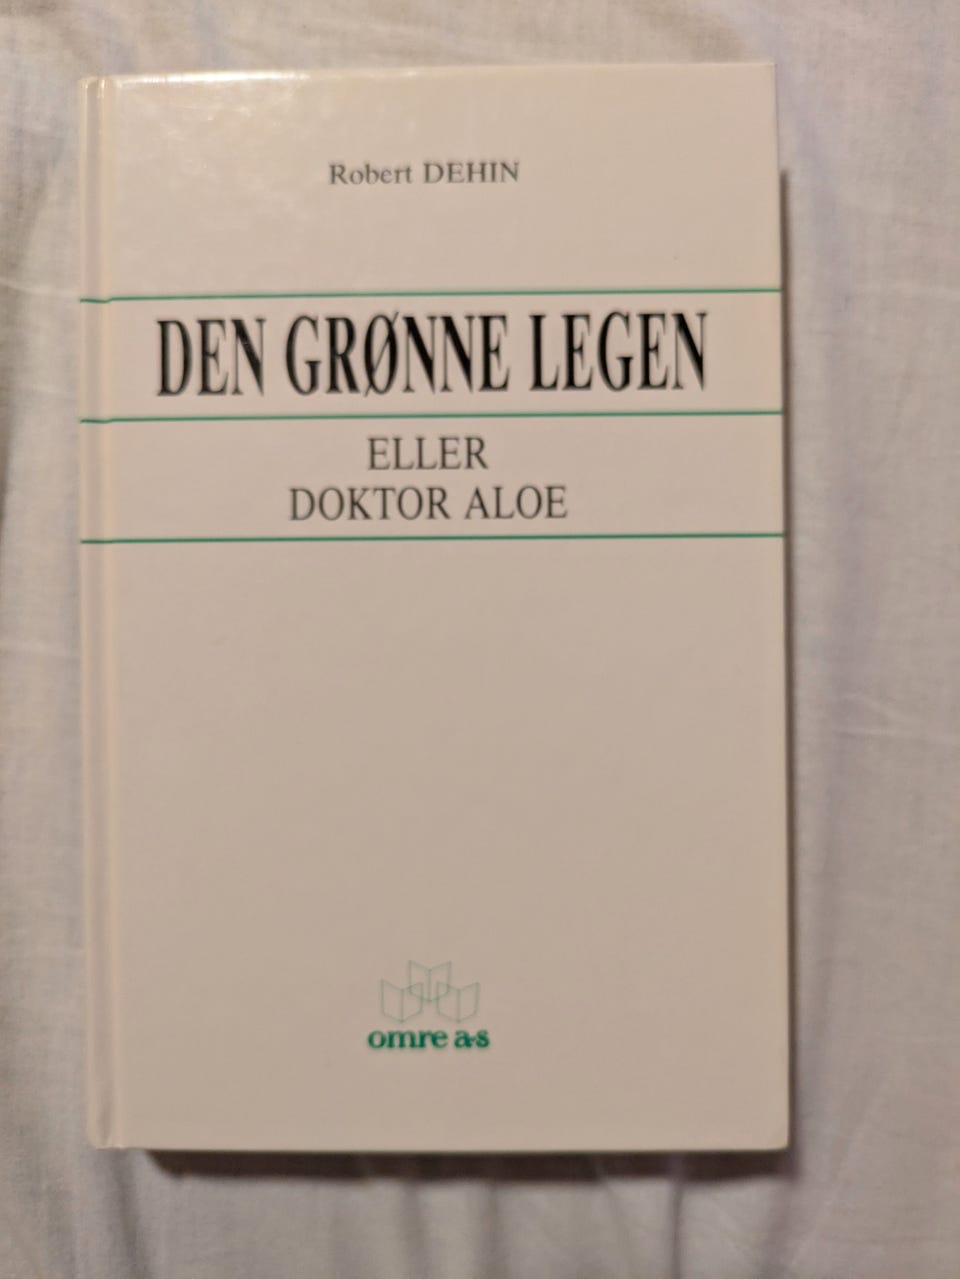 Robert DEHIN
DEN GRØNNE LEGEN
ELLER
DOKTOR ALOE
omre a·s